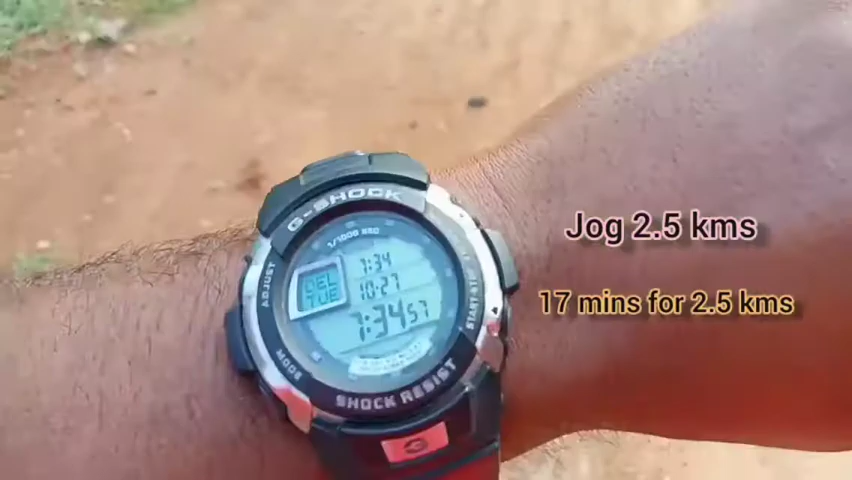 G-SHOCK
1/100 SEC
ADJUST
DEL
TUE
7:34
10:27
7:34 57
START·STOP
MODE
SHOCK RESIST
G
Jog 2.5 kms
17 mins for 2.5 kms